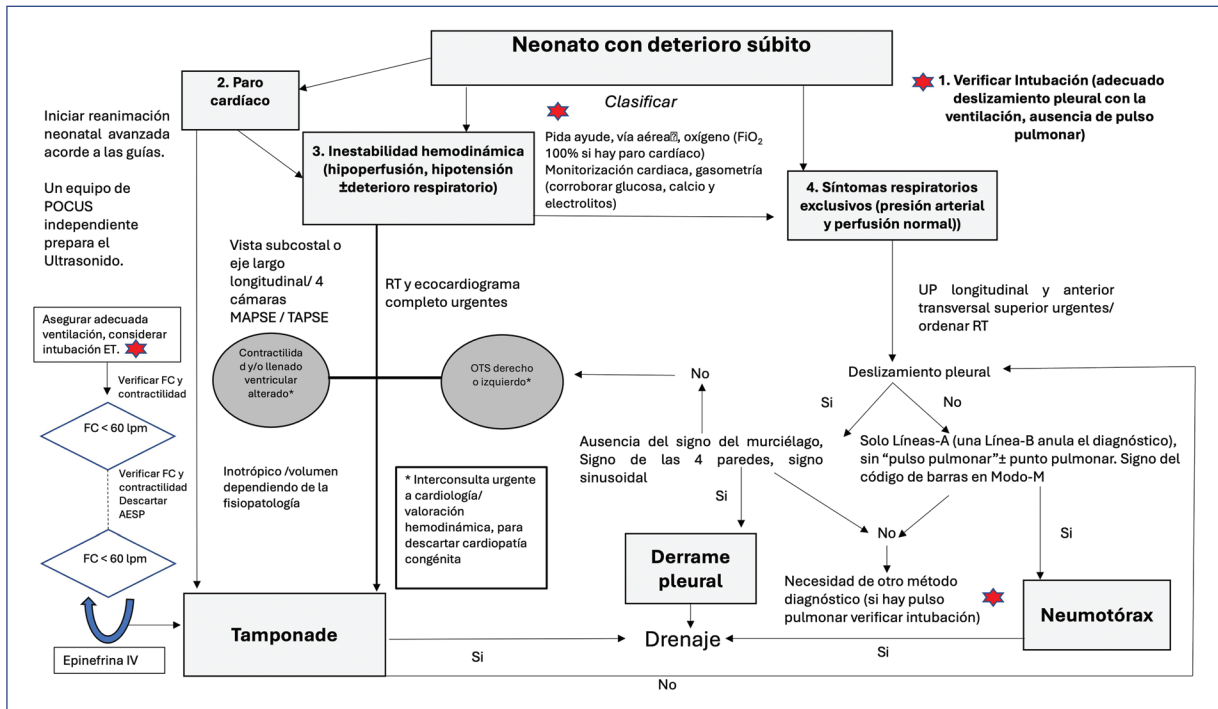 Neonato con deterioro súbito
2. Paro
cardíaco
1. Verificar Intubación (adecuado
deslizamiento pleural con la
ventilación, ausencia de pulso
pulmonar)
Clasificar
Iniciar reanimación
neonatal avanzada
acorde a las guías.
Un equipo de
POCUS
independiente
prepara el
Ultrasonido.
3. Inestabilidad hemodinámica
(hipoperfusión, hipotensión
±deterioro respiratorio)
Pida ayude, vía aérea, oxígeno (FiO₂
100% si hay paro cardíaco)
Monitorización cardiaca, gasometría
(corroborar glucosa, calcio y
electrolitos)
4. Síntomas respiratorios
exclusivos (presión arterial
y perfusión normal))
Vista subcostal o
eje largo
longitudinal/ 4
cámaras
MAPSE / TAPSE
RT y ecocardiograma
completo urgentes
UP longitudinal y anterior
transversal superior urgentes/
ordenar RT
Asegurar adecuada
ventilación, considerar
intubación ET.
Contractilida
d y/o llenado
ventricular
alterado*
OTS derecho
o izquierdo*
No
Deslizamiento pleural
Verificar FC y
contractilidad
Si
No
FC < 60 lpm
Ausencia del signo del murciélago,
Signo de las 4 paredes, signo
sinusoidal
Solo Líneas-A (una Línea-B anula el diagnóstico),
sin “pulso pulmonar”± punto pulmonar. Signo del
código de barras en Modo-M
Verificar FC y
contractilidad
Descartar
AESP
Inotrópico /volumen
dependiendo de la
fisiopatología
* Interconsulta urgente
a cardiología/
valoración
hemodinámica, para
descartar cardiopatía
congénita
Si
No
Si
FC < 60 lpm
Derrame
pleural
Necesidad de otro método
diagnóstico (si hay pulso
pulmonar verificar intubación)
Neumotórax
Tamponade
Drenaje
Epinefrina IV
Si
Si
No